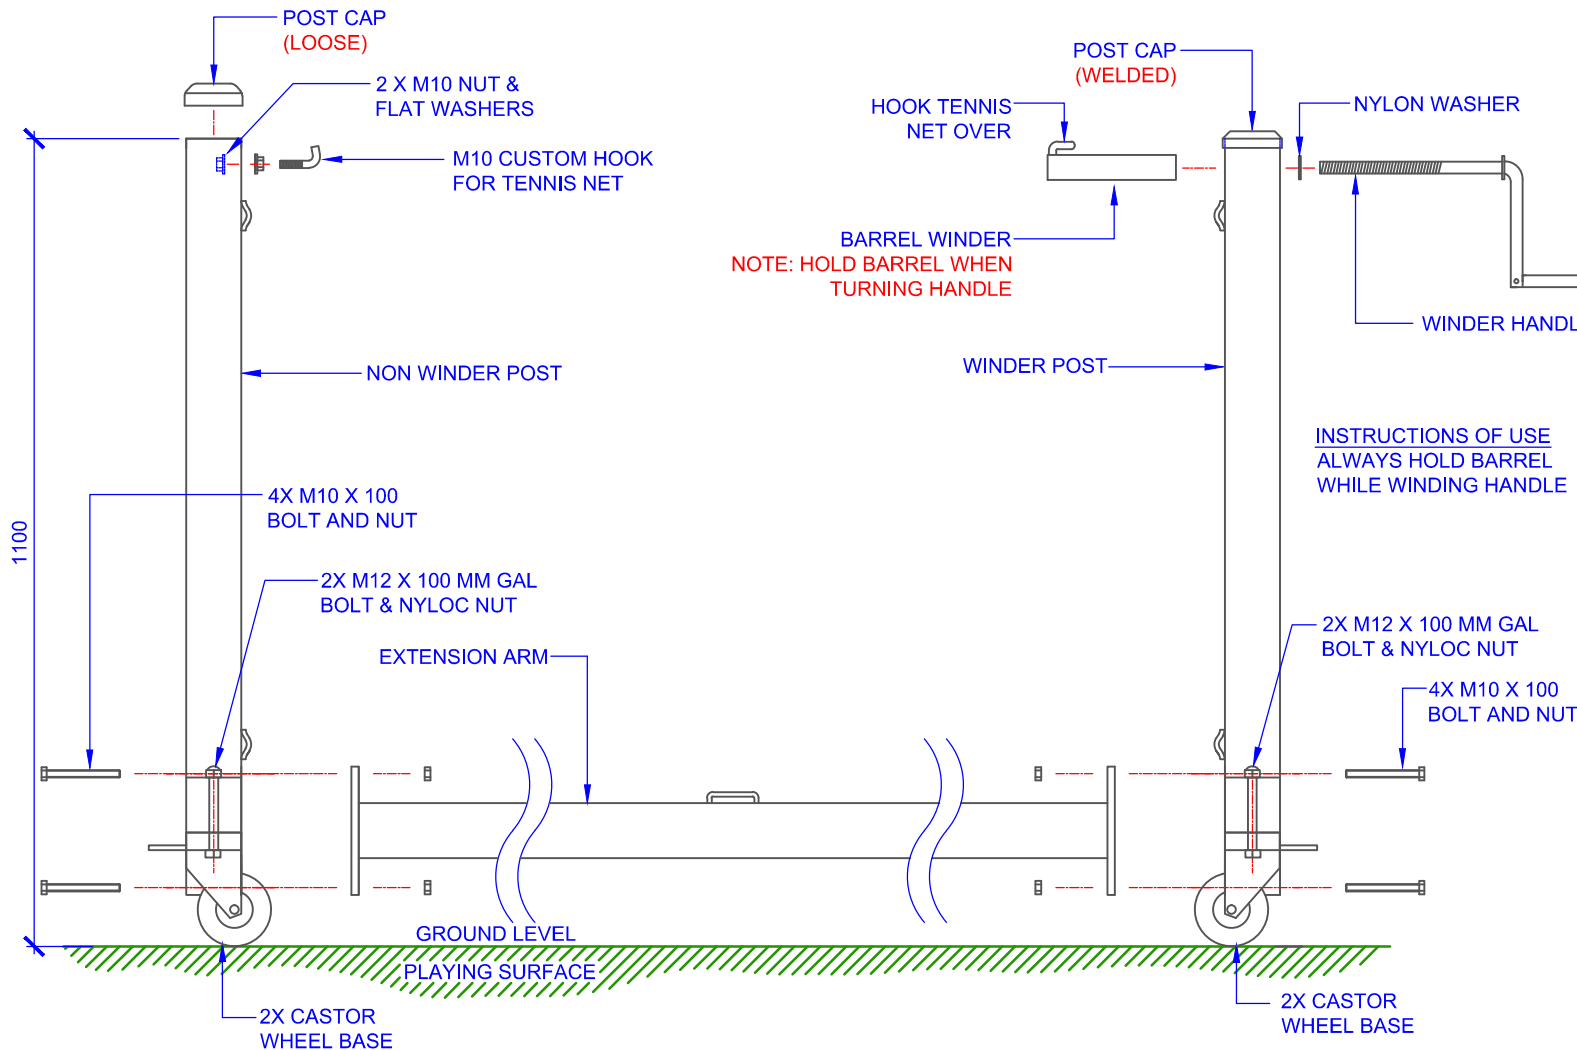 POST CAP
(LOOSE)
2 X M10 NUT &
FLAT WASHERS
M10 CUSTOM HOOK
FOR TENNIS NET
POST CAP
(WELDED)
HOOK TENNIS
NET OVER
NYLON WASHER
BARREL WINDER
NOTE: HOLD BARREL WHEN
TURNING HANDLE
WINDER HANDL
NON WINDER POST
WINDER POST
INSTRUCTIONS OF USE
ALWAYS HOLD BARREL
WHILE WINDING HANDLE
4X M10 X 100
BOLT AND NUT
1100
2X M12 X 100 MM GAL
BOLT & NYLOC NUT
EXTENSION ARM
2X M12 X 100 MM GAL
BOLT & NYLOC NUT
4X M10 X 100
BOLT AND NUT
GROUND LEVEL
PLAYING SURFACE
2X CASTOR
WHEEL BASE
2X CASTOR
WHEEL BASE